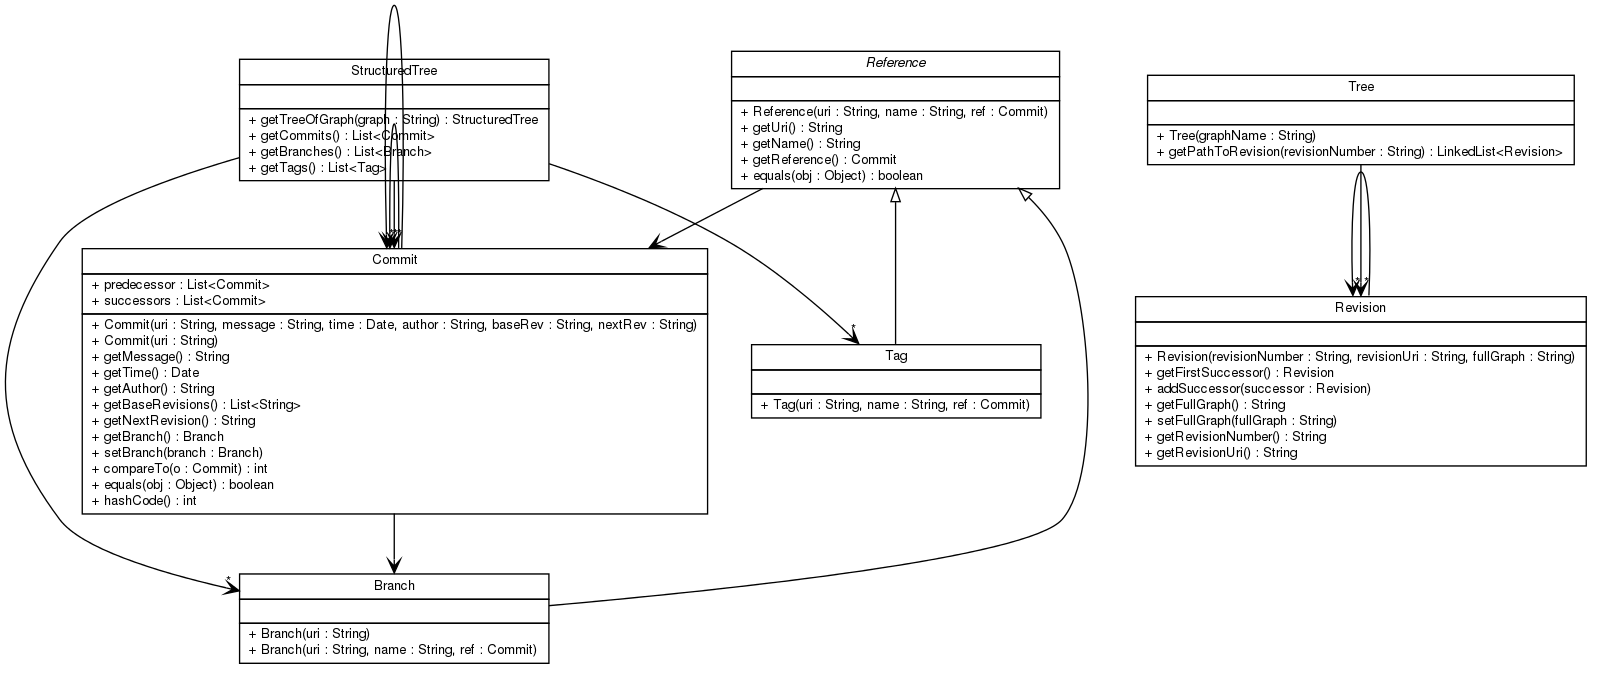 StructuredTree
+ getTreeOfGraph(graph : String) : StructuredTree
+ getCommits() : List<Commit>
+ getBranches() : List<Branch>
+ getTags() : List<Tag>
Reference
+ Reference(uri : String, name : String, ref : Commit)
+ getUri() : String
+ getName() : String
+ getReference() : Commit
+ equals(obj : Object) : boolean
Tree
+ Tree(graphName : String)
+ getPathToRevision(revisionNumber : String) : LinkedList<Revision>
Commit
+ predecessor : List<Commit>
+ successors : List<Commit>
+ Commit(uri : String, message : String, time : Date, author : String, baseRev : String, nextRev : String)
+ Commit(uri : String)
+ getMessage() : String
+ getTime() : Date
+ getAuthor() : String
+ getBaseRevisions() : List<String>
+ getNextRevision() : String
+ getBranch() : Branch
+ setBranch(branch : Branch)
+ compareTo(o : Commit) : int
+ equals(obj : Object) : boolean
+ hashCode() : int
*
Tag
+ Tag(uri : String, name : String, ref : Commit)
* *
Revision
+ Revision(revisionNumber : String, revisionUri : String, fullGraph : String)
+ getFirstSuccessor() : Revision
+ addSuccessor(successor : Revision)
+ getFullGraph() : String
+ setFullGraph(fullGraph : String)
+ getRevisionNumber() : String
+ getRevisionUri() : String
*
Branch
+ Branch(uri : String)
+ Branch(uri : String, name : String, ref : Commit)